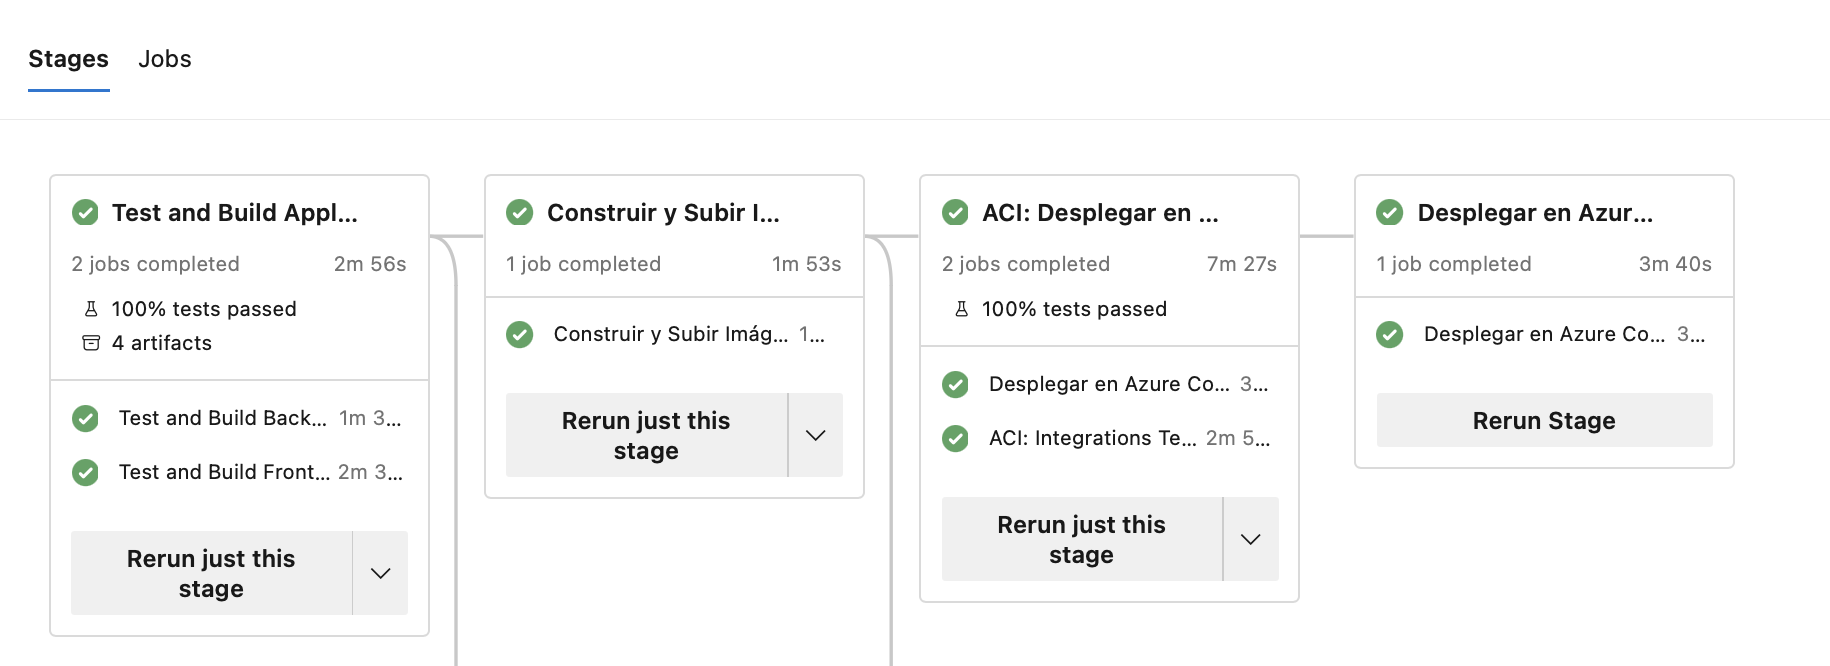 Stages Jobs
Test and Build Appl...
2 jobs completed 2m 56s
100% tests passed
4 artifacts
Test and Build Back... 1m 3...
Test and Build Front... 2m 3...
Rerun just this
stage
Construir y Subir I...
1 job completed 1m 53s
Construir y Subir Imág... 1...
Rerun just this
stage
ACI: Desplegar en ...
2 jobs completed 7m 27s
100% tests passed
Desplegar en Azure Co... 3...
ACI: Integrations Te... 2m 5...
Rerun just this
stage
Desplegar en Azur...
1 job completed 3m 40s
Desplegar en Azure Co... 3...
Rerun Stage